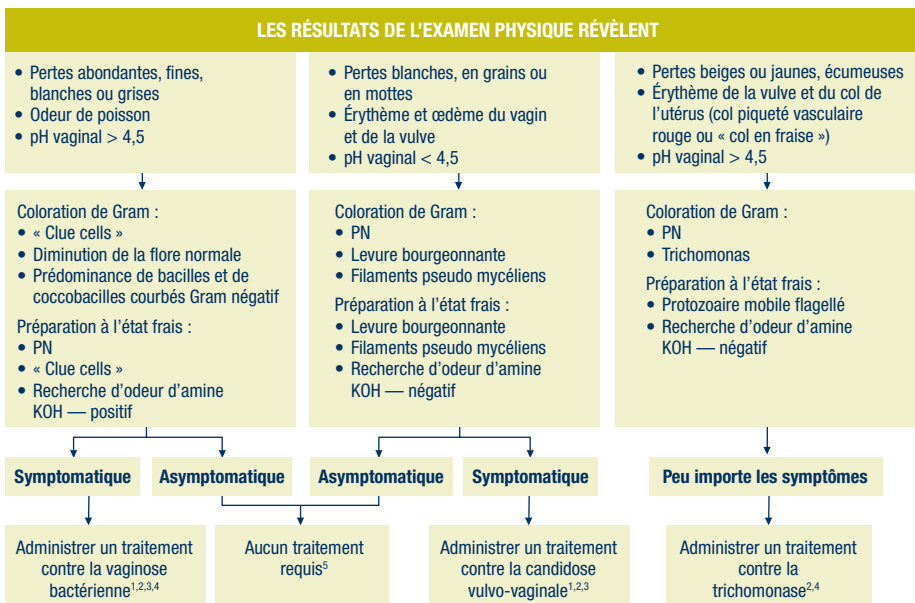 LES RÉSULTATS DE L'EXAMEN PHYSIQUE RÉVÈLENT
• Pertes abondantes, fines,
blanches ou grises
• Odeur de poisson
• pH vaginal > 4,5
• Pertes blanches, en grains ou
en mottes
• Érythème et œdème du vagin
et de la vulve
• pH vaginal < 4,5
• Pertes beiges ou jaunes, écumeuses
• Érythème de la vulve et du col de
l'utérus (col piqueté vasculaire
rouge ou « col en fraise »)
• pH vaginal > 4,5
Coloration de Gram :
• « Clue cells »
• Diminution de la flore normale
• Prédominance de bacilles et de
coccobacilles courbés Gram négatif
Préparation à l'état frais :
• PN
• « Clue cells »
• Recherche d'odeur d'amine
KOH — positif
Coloration de Gram :
• PN
• Levure bourgeonnante
• Filaments pseudo mycéliens
Préparation à l'état frais :
• Levure bourgeonnante
• Filaments pseudo mycéliens
• Recherche d'odeur d'amine
KOH — négatif
Coloration de Gram :
• PN
• Trichomonas
Préparation à l'état frais :
• Protozoaire mobile flagellé
• Recherche d'odeur d'amine
KOH — négatif
Symptomatique
Asymptomatique
Asymptomatique
Symptomatique
Peu importe les symptômes
Administrer un traitement
contre la vaginose
bactérienne1,2,3,4
Aucun traitement
requis5
Administrer un traitement
contre la candidose
vulvo-vaginale1,2,3
Administrer un traitement
contre la
trichomonase2,4